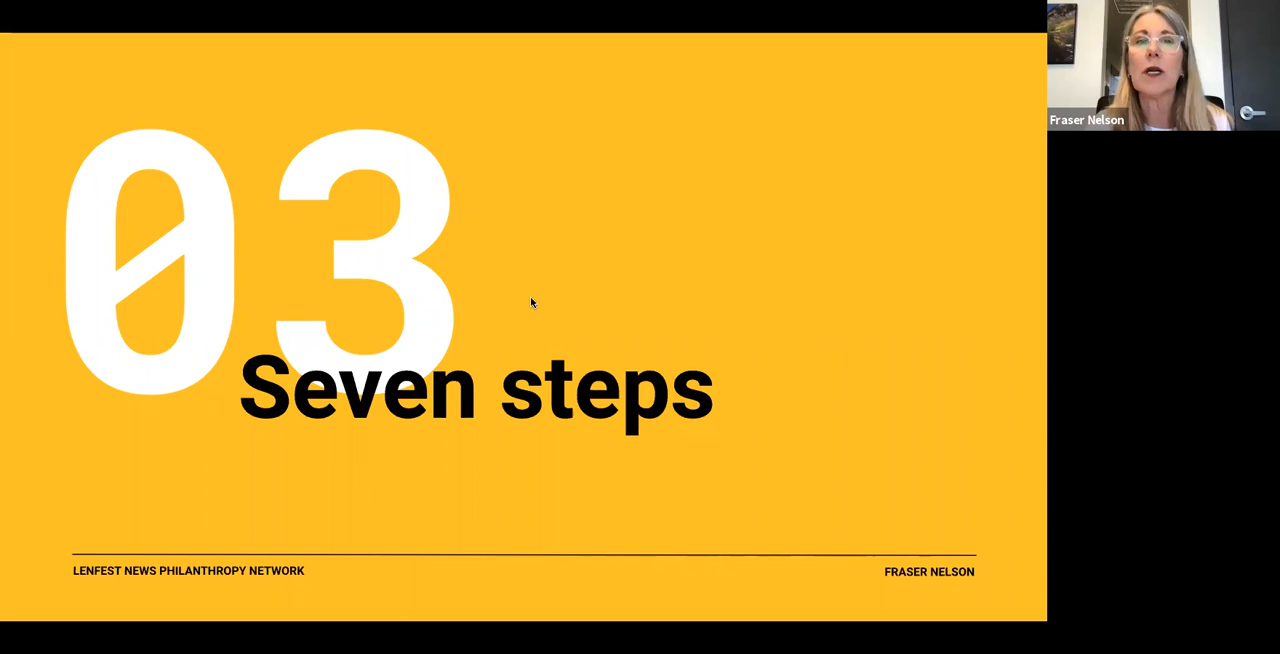 03
Seven steps
LENFEST NEWS PHILANTHROPY NETWORK
FRASER NELSON
Fraser Nelson